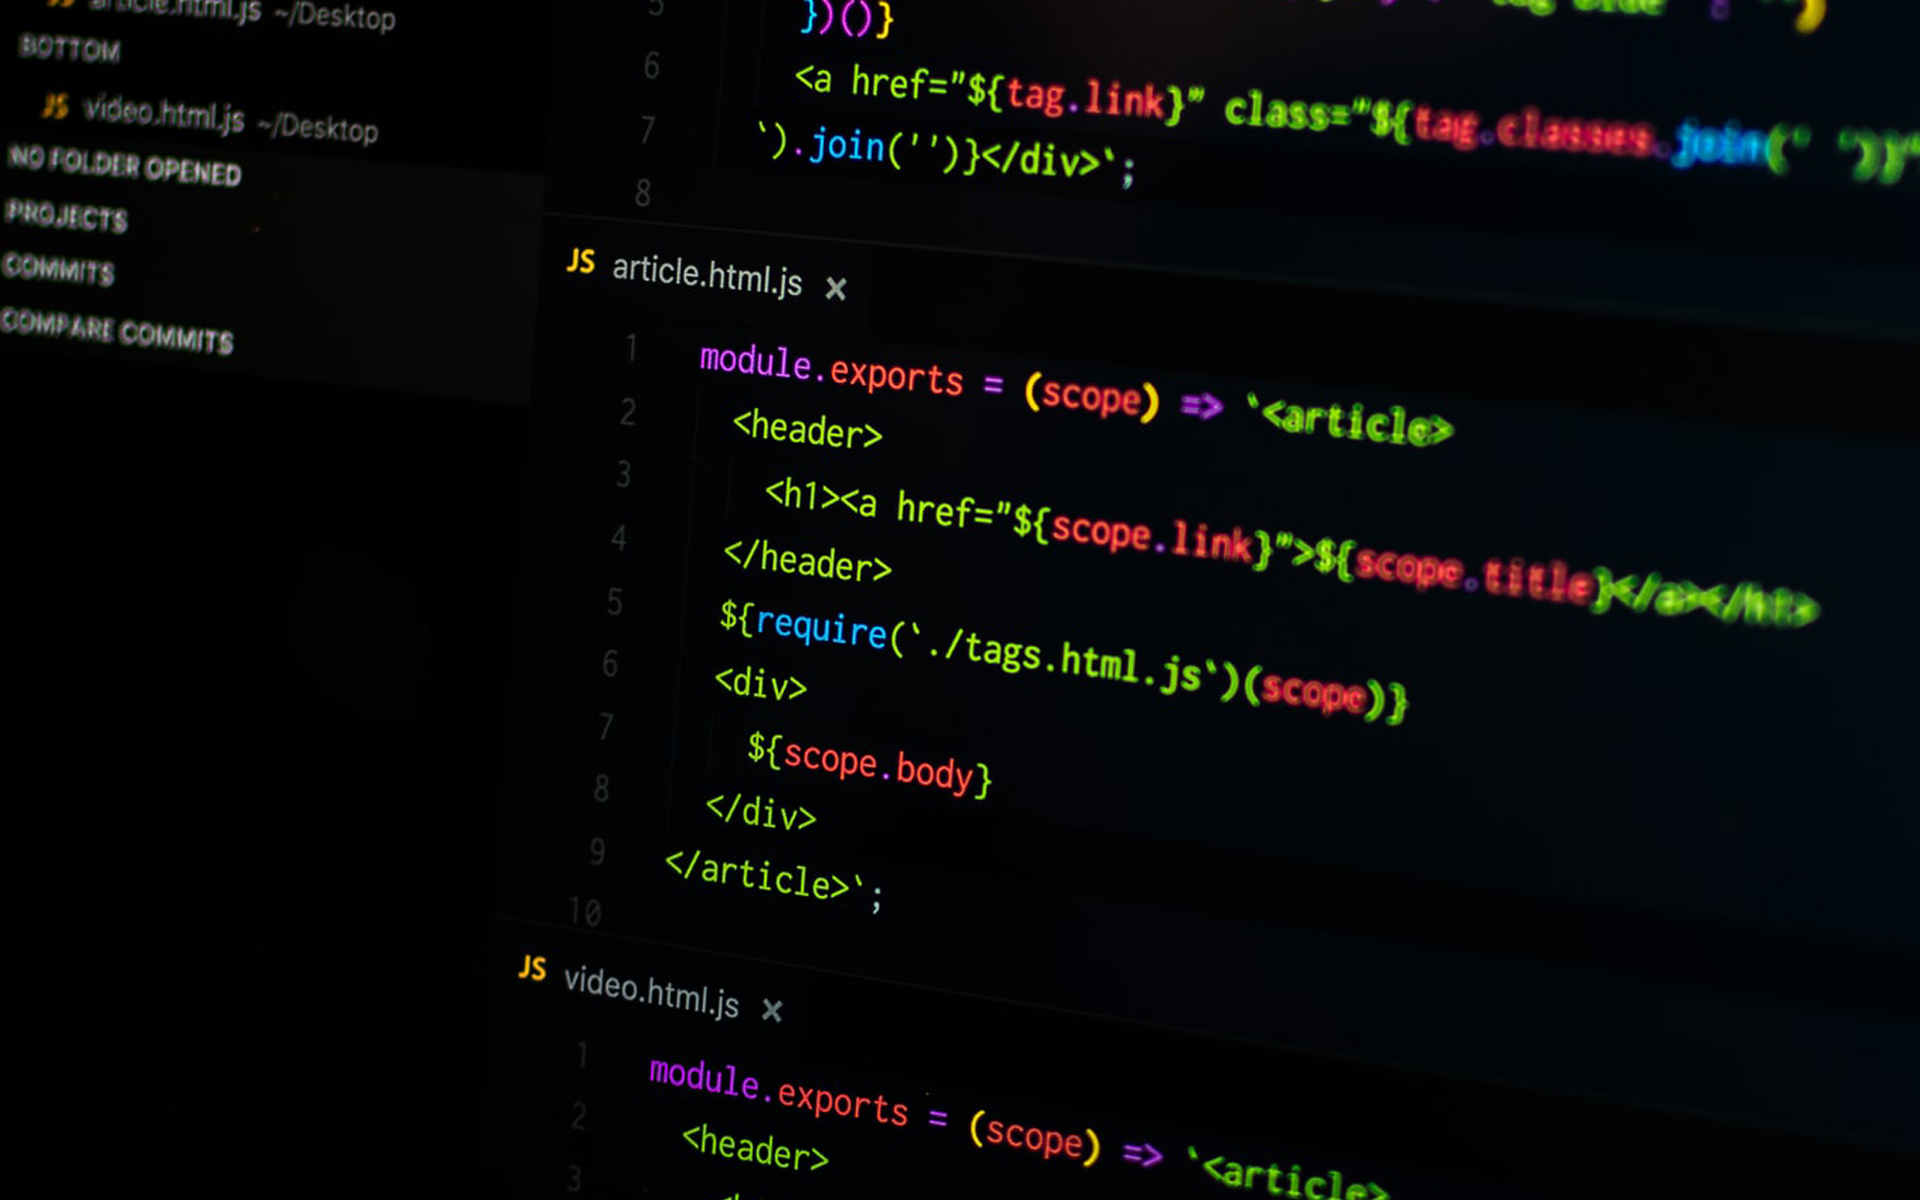 article.html.js ~/Desktop
BOTTOM
JS video.html.js ~/Desktop
NO FOLDER OPENED
PROJECTS
COMMITS
COMPARE COMMITS
5 })()}
6 <a href="${tag.link}" class="${tag.classes.join(' ')}"
7 `).join('')}</div>`;
8
JS article.html.js ×
1 module.exports = (scope) => `<article>
2 <header>
3 <h1><a href="${scope.link}">${scope.title}</a></h1>
4 </header>
5 ${require(`./tags.html.js`)(scope)}
6 <div>
7 ${scope.body}
8 </div>
9 </article>`;
10
JS video.html.js ×
1 module.exports = (scope) => `<article>
2 <header>
3